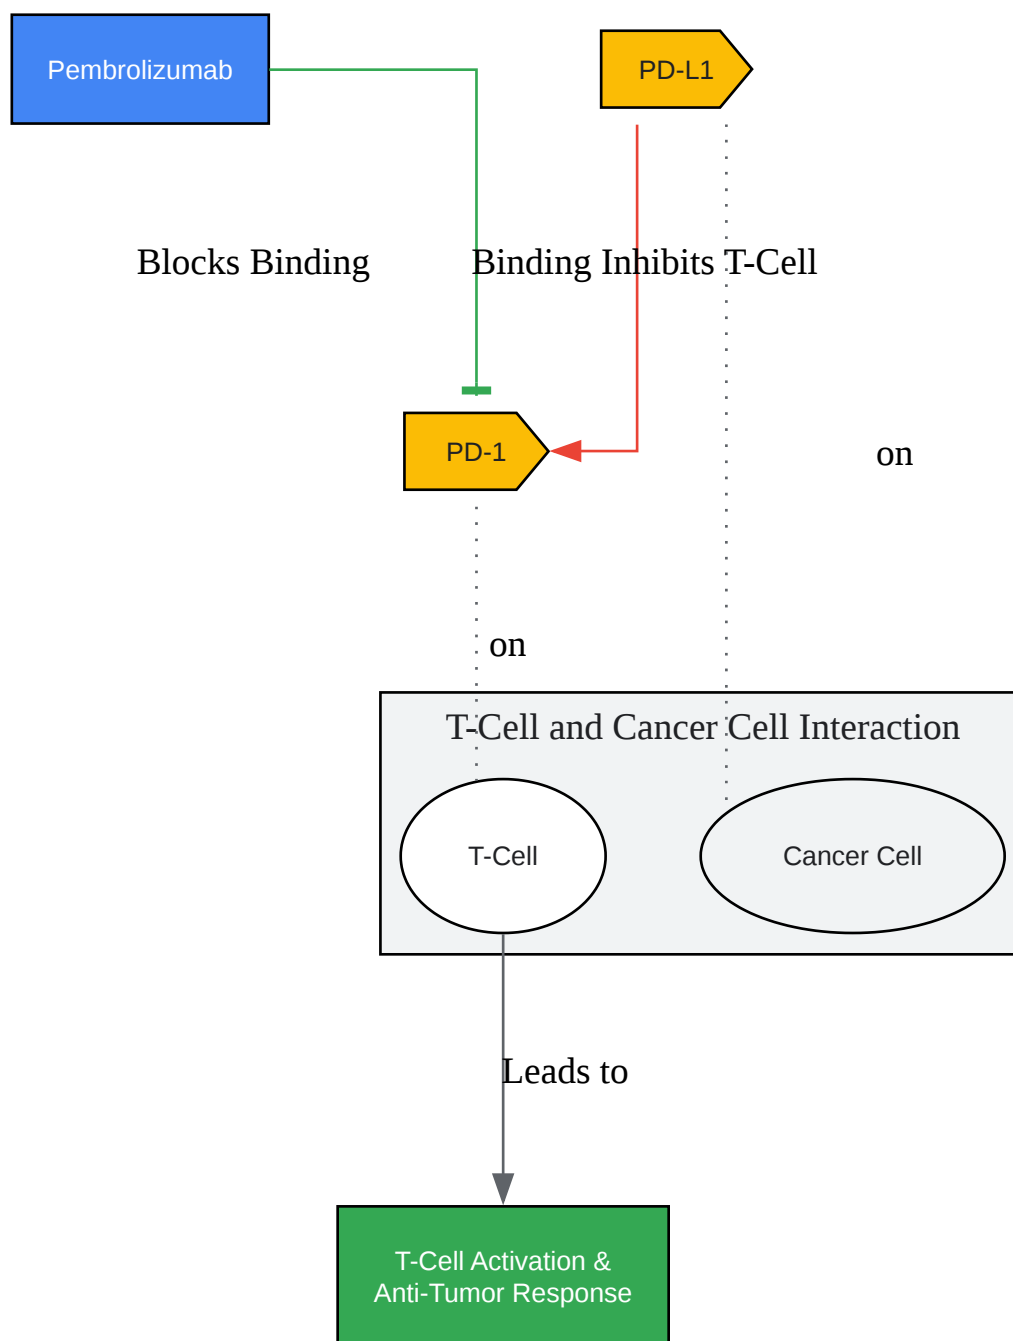 Pembrolizumab
PD-L1
Blocks Binding
Binding Inhibits T-Cell
PD-1
on
on
T-Cell and Cancer Cell Interaction
T-Cell
Cancer Cell
Leads to
T-Cell Activation &
Anti-Tumor Response